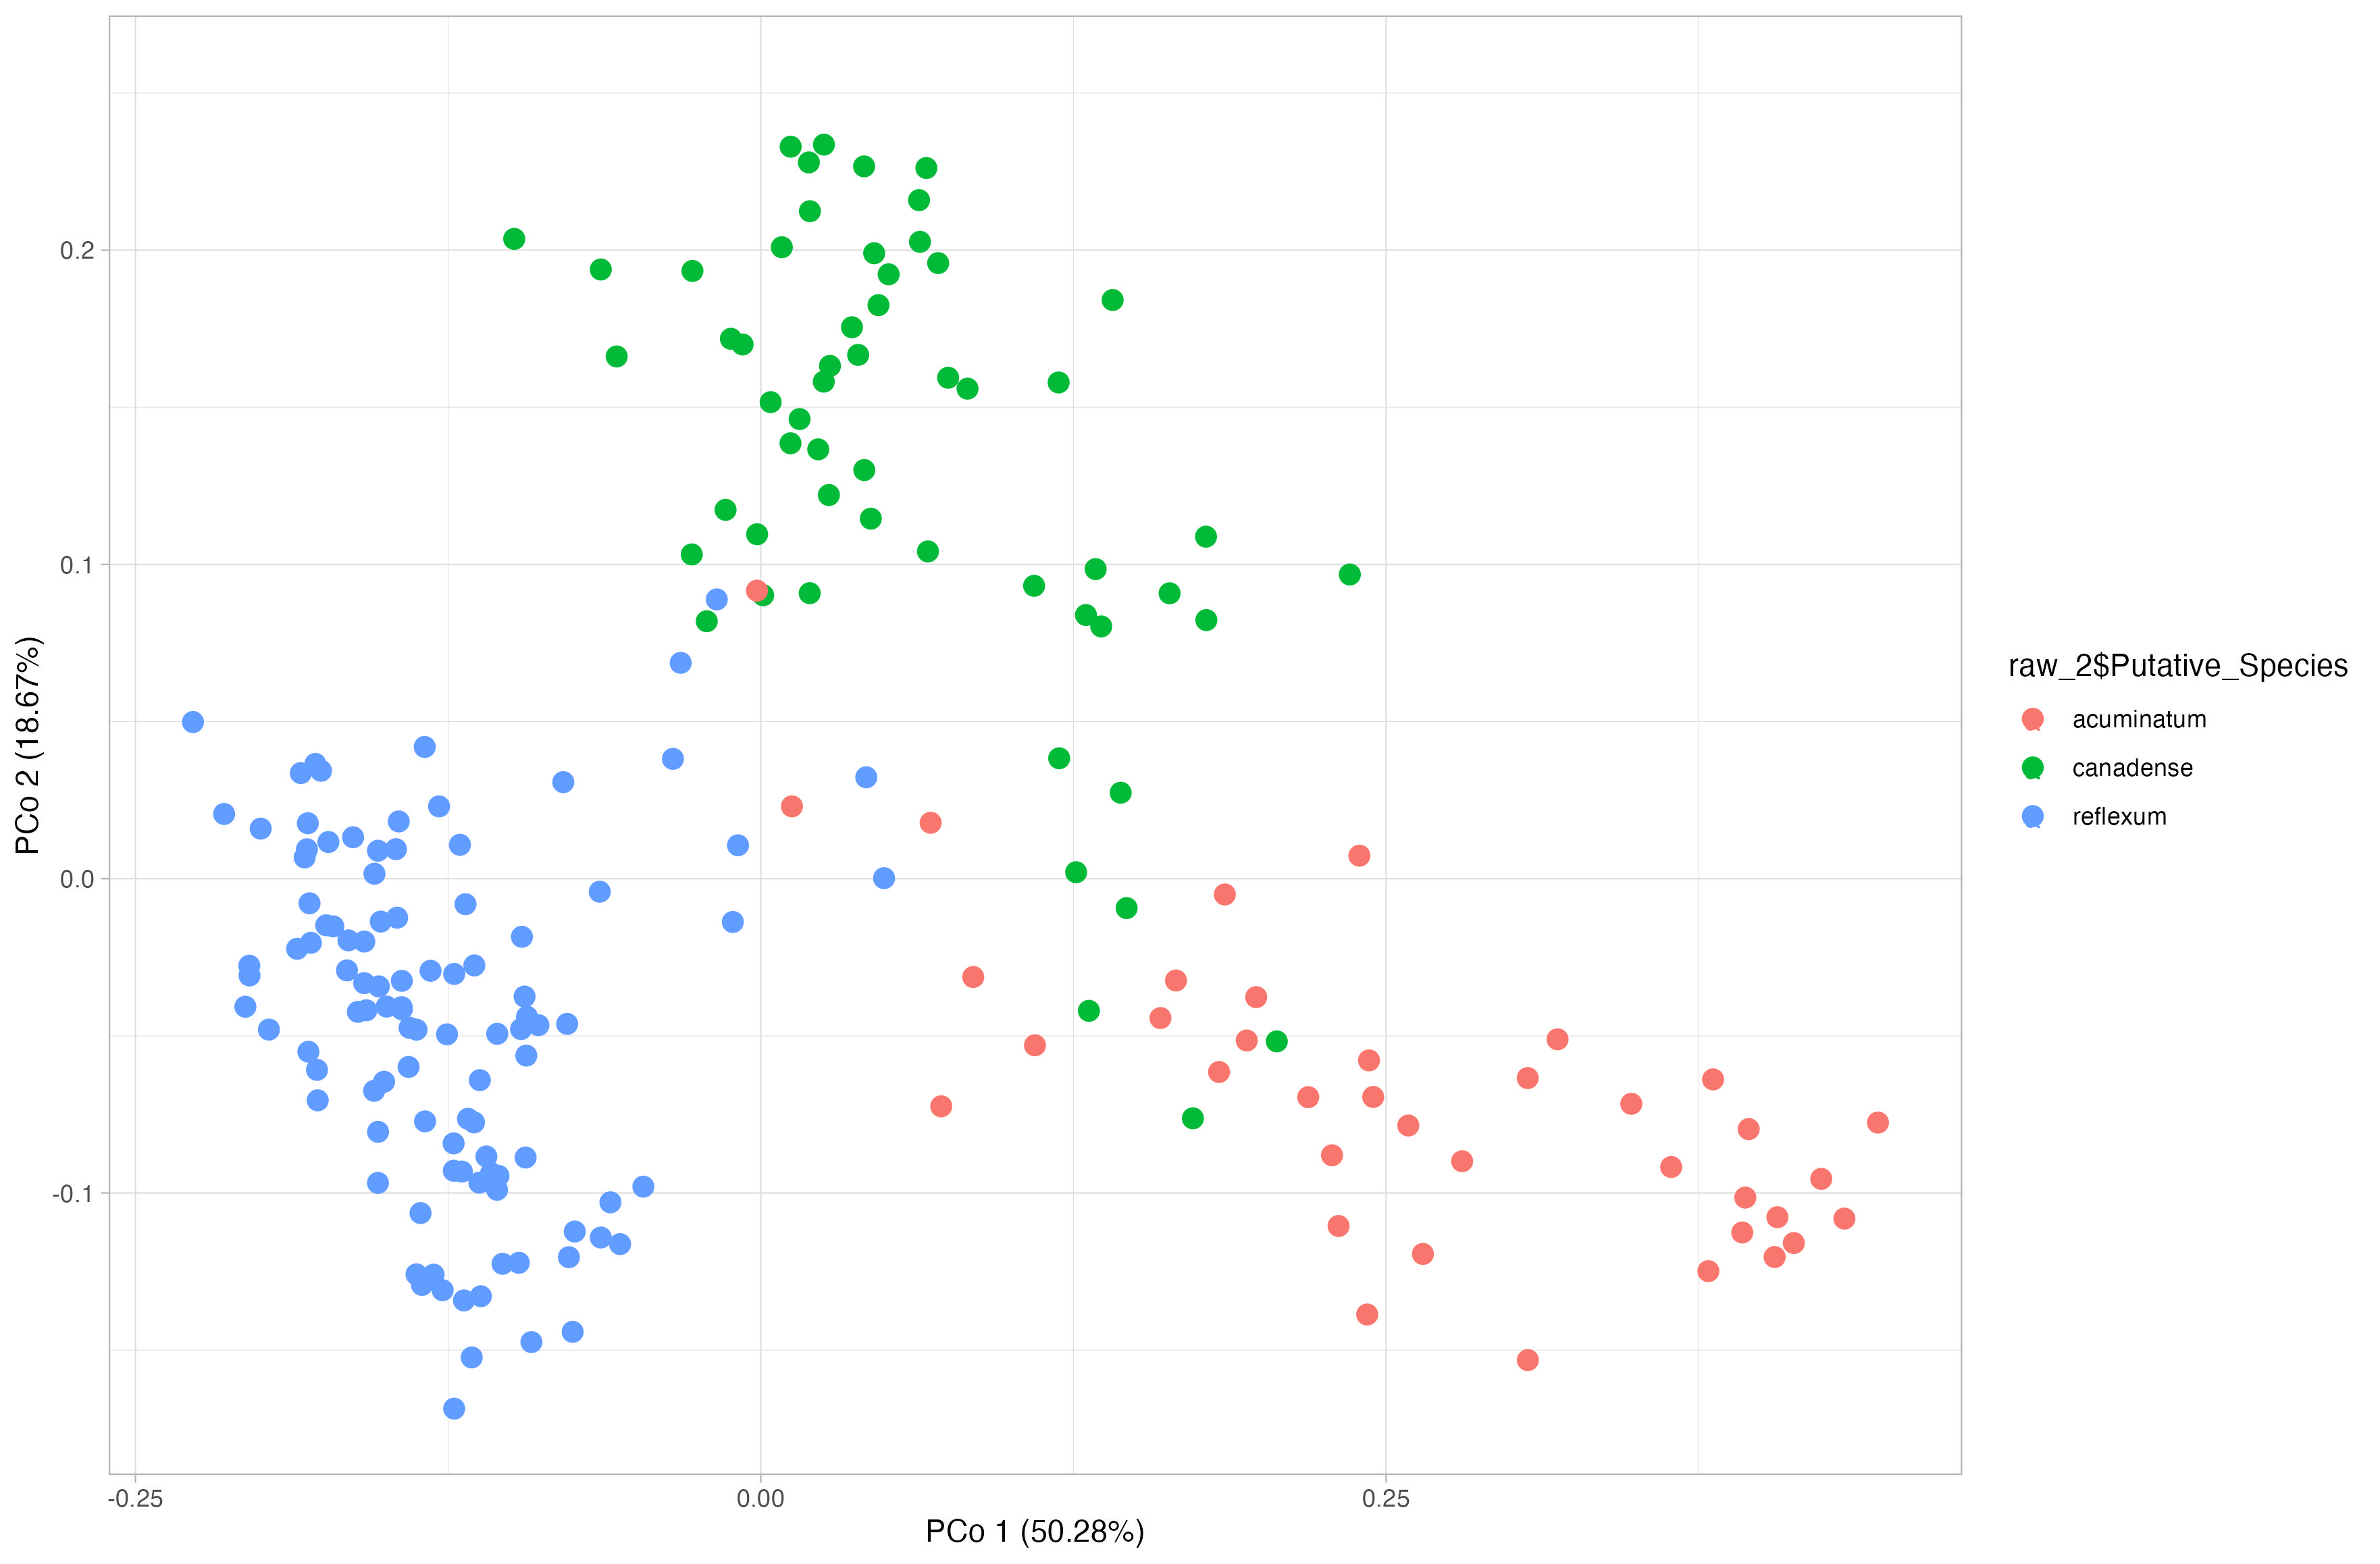 0.2
0.1
0.0
-0.1
PCo 2 (18.67%)
-0.25
0.00
0.25
PCo 1 (50.28%)
raw_2$Putative_Species
acuminatum
canadense
reflexum